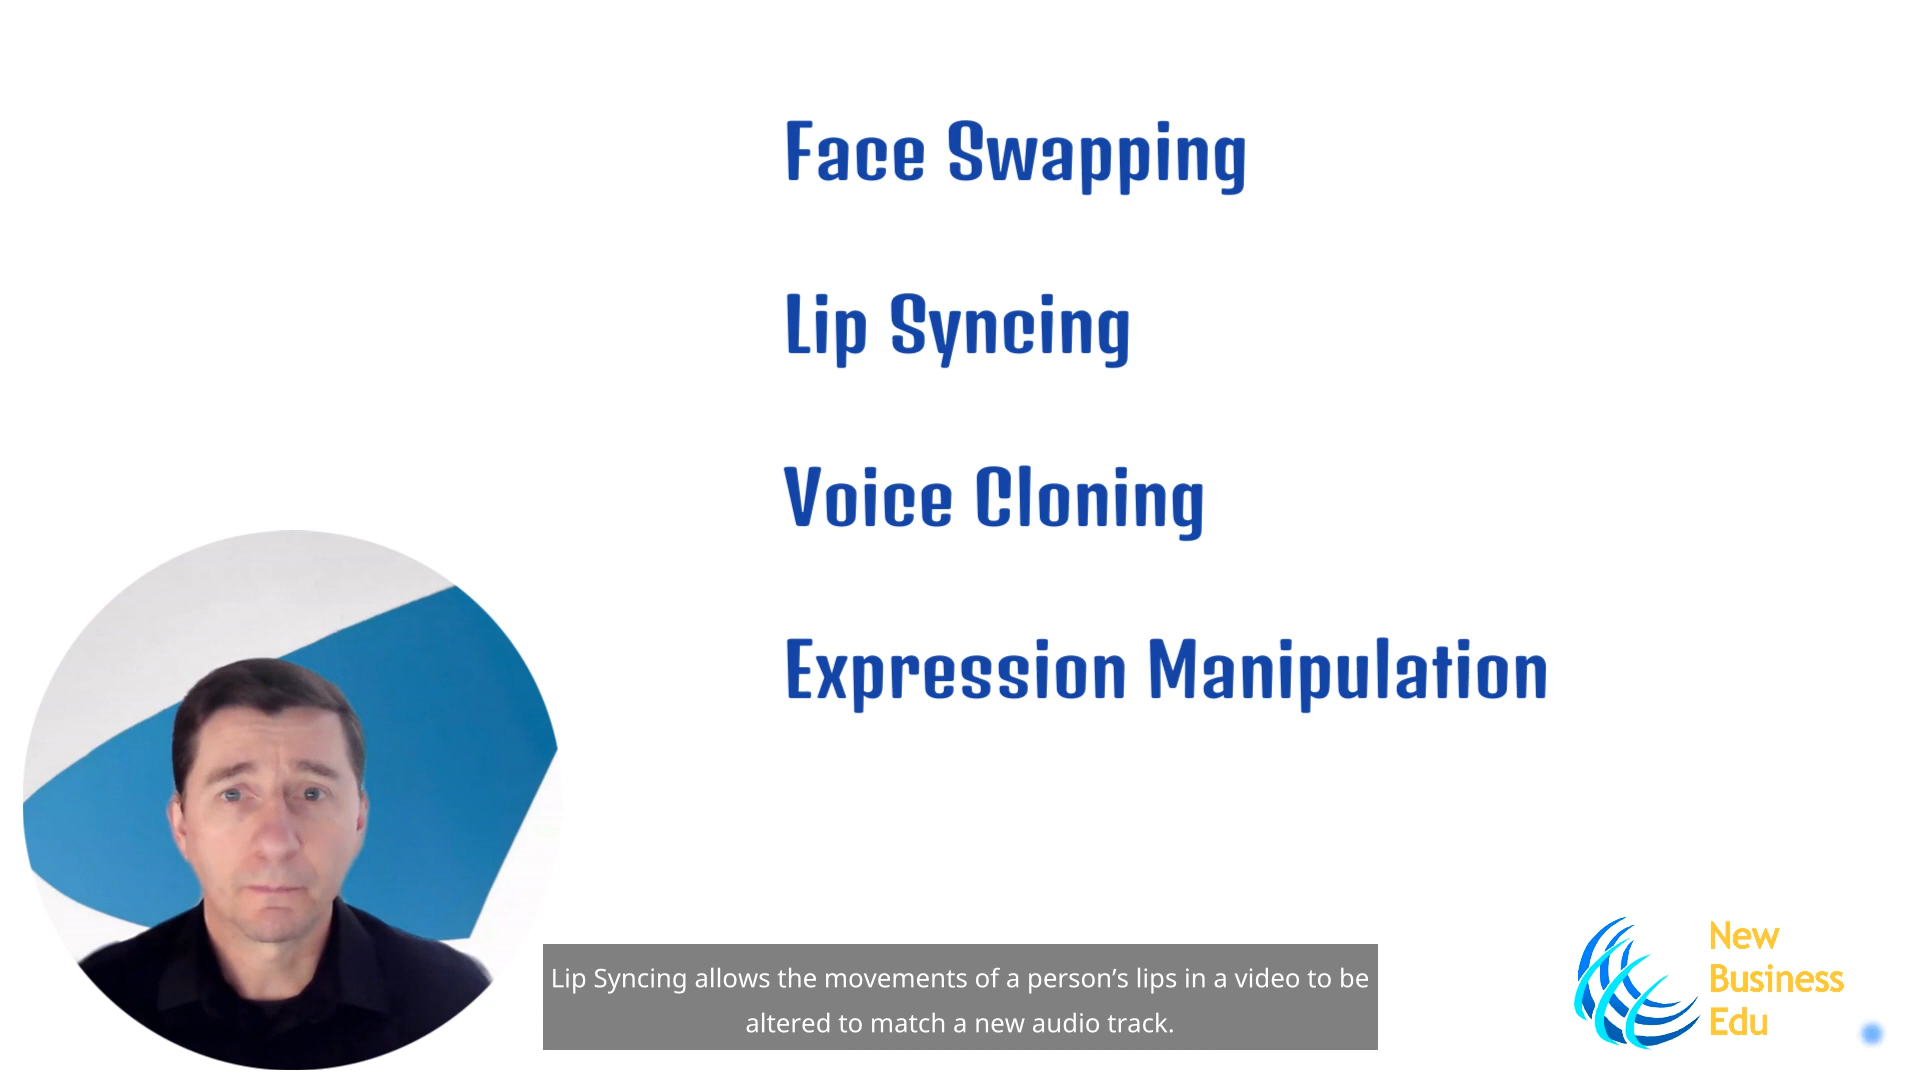 Face Swapping
Lip Syncing
Voice Cloning
Expression Manipulation
Lip Syncing allows the movements of a person’s lips in a video to be
altered to match a new audio track.
New
Business
Edu